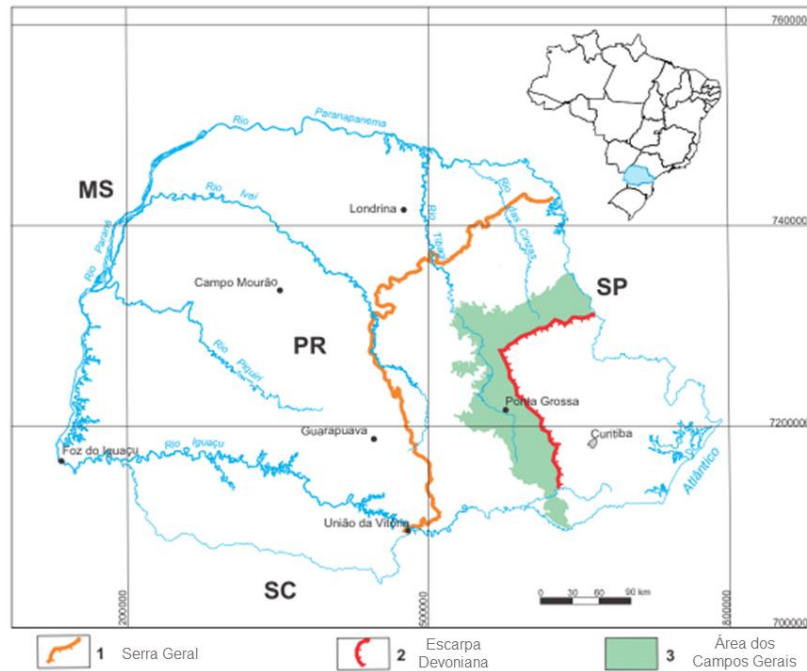 7600000
Rio Paranapanema
MS
Rio Ivaí
Londrina
Rio Tibagi
Rio das Cinzas
7400000
Rio Paraná
Campo Mourão
SP
PR
Rio Piquiri
Ponta Grossa
Guarapuava
Curitiba
7200000
Foz do Iguaçu
Rio Iguaçu
Atlântico
União da Vitória
SC
0 30 60 90 km
200000
500000
800000
7000000
1 Serra Geral
2 Escarpa
Devoniana
3 Área dos
Campos Gerais